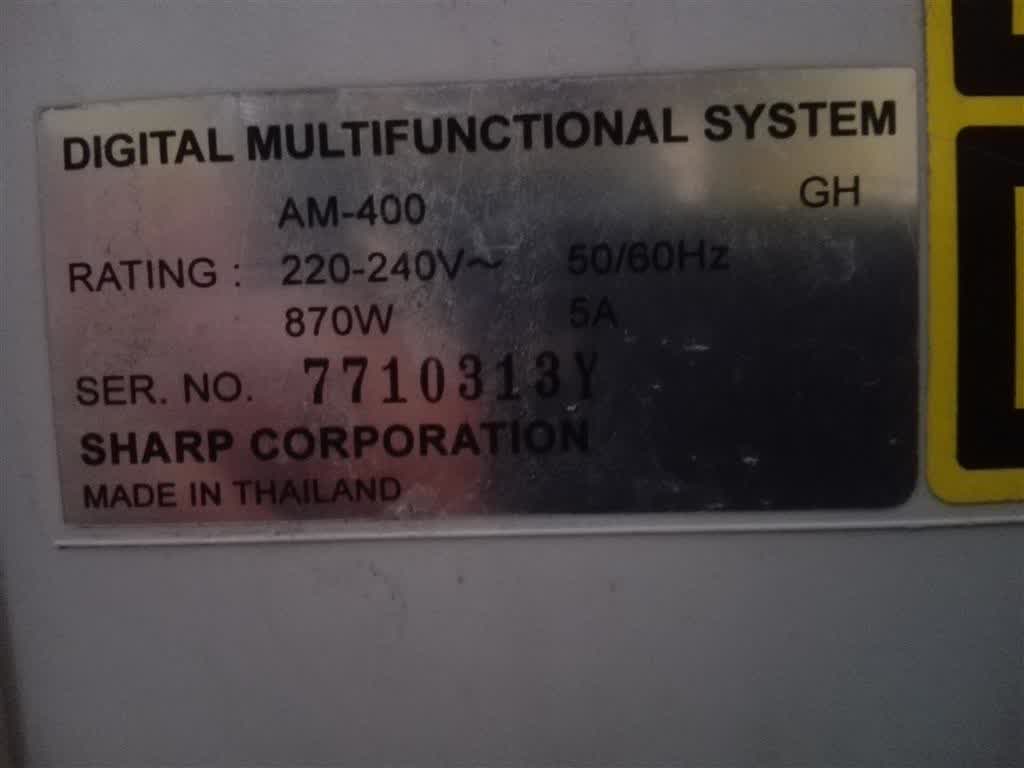 DIGITAL MULTIFUNCTIONAL SYSTEM
AM-400 GH
RATING : 220-240V~ 50/60Hz
870W 5A
SER. NO. 7710313Y
SHARP CORPORATION
MADE IN THAILAND